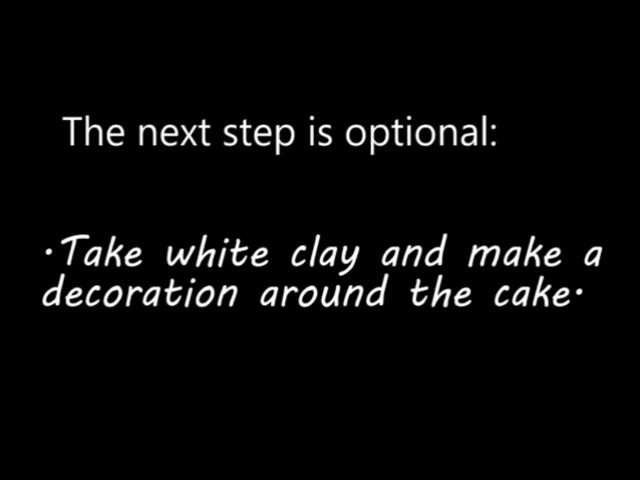 The next step is optional:
·Take white clay and make a
decoration around the cake·